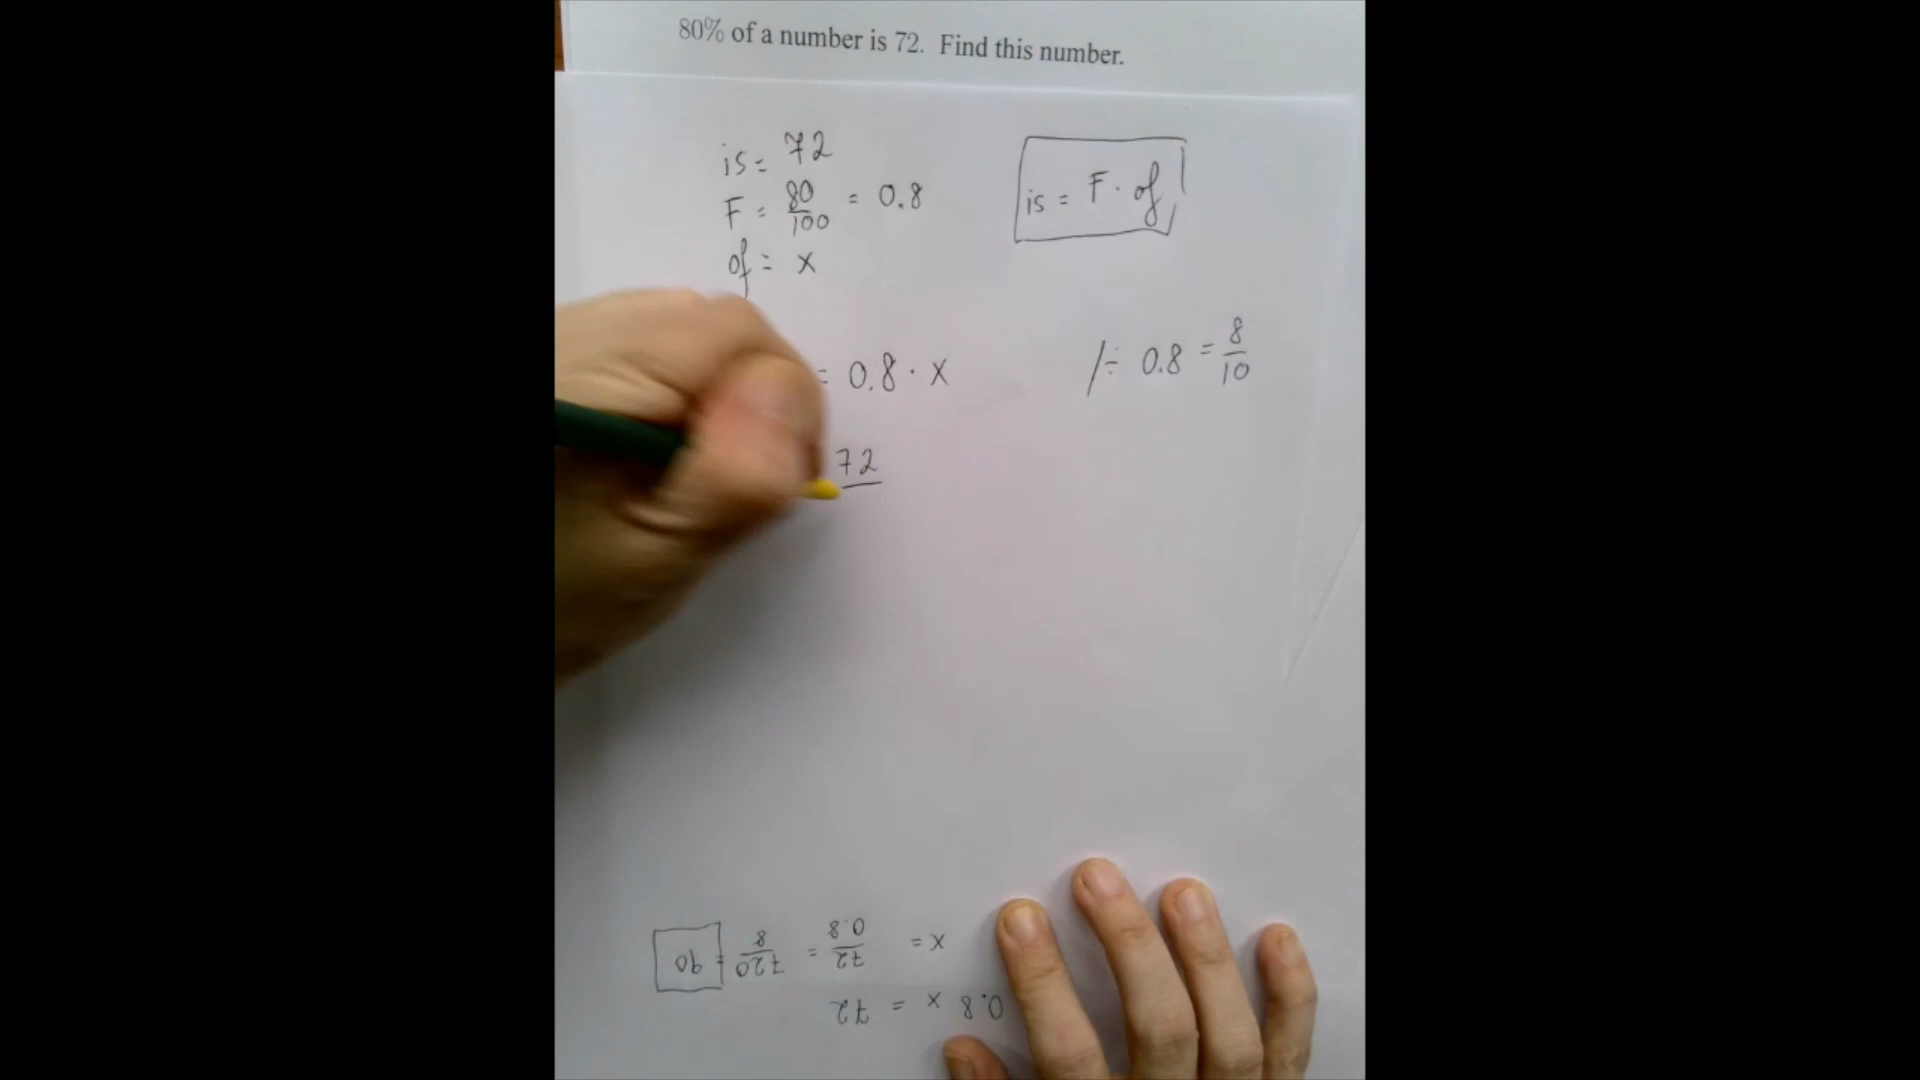 80% of a number is 72. Find this number.
is = 72
F = 80/100 = 0.8
is = F · of
of = x
= 0.8 · x
/÷ 0.8 = 8/10
72
0.8 x = 72
x = 72/0.8 = 720/8 = 90